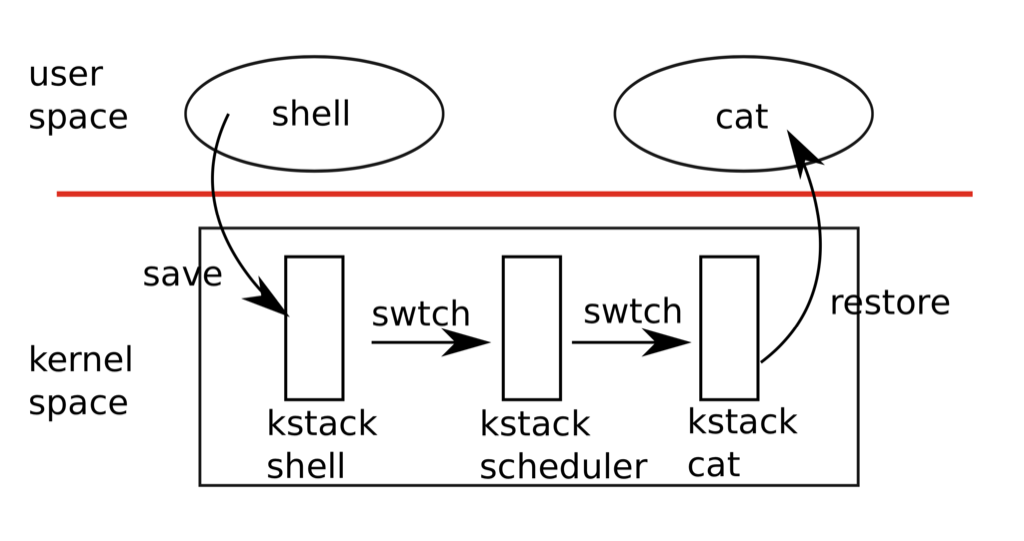 user
space
shell
cat
save
swtch
swtch
restore
kernel
space
kstack
shell
kstack
scheduler
kstack
cat